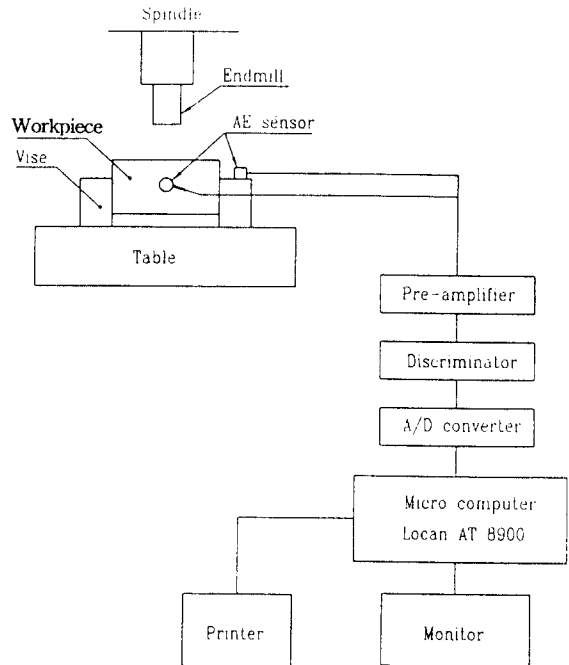 Spindle
Endmill
Workpiece
AE sensor
Vise
Table
Pre-amplifier
Discriminator
A/D converter
Micro computer
Locan AT 8900
Printer
Monitor